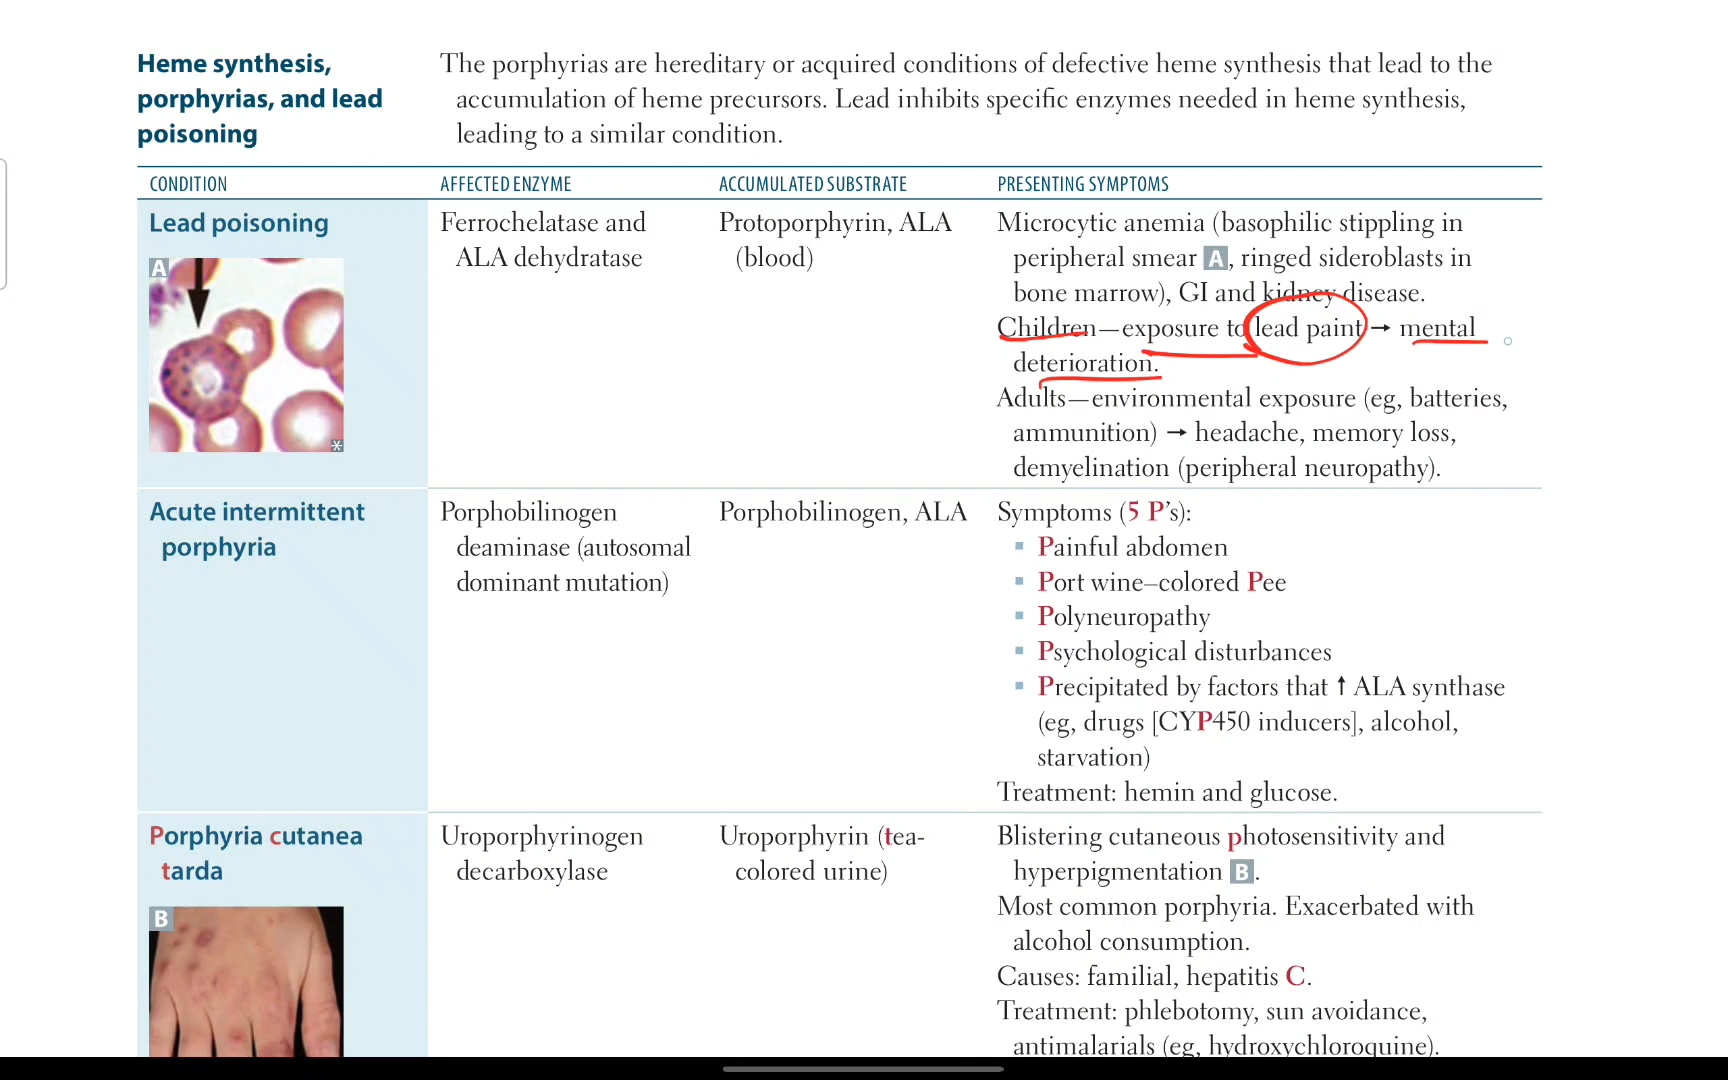 Heme synthesis,
porphyrias, and lead
poisoning
The porphyrias are hereditary or acquired conditions of defective heme synthesis that lead to the
accumulation of heme precursors. Lead inhibits specific enzymes needed in heme synthesis,
leading to a similar condition.
CONDITION AFFECTED ENZYME ACCUMULATED SUBSTRATE PRESENTING SYMPTOMS
Lead poisoning
A
Ferrochelatase and
ALA dehydratase
Protoporphyrin, ALA
(blood)
Microcytic anemia (basophilic stippling in
peripheral smear A, ringed sideroblasts in
bone marrow), GI and kidney disease.
Children—exposure to lead paint → mental
deterioration.
Adults—environmental exposure (eg, batteries,
ammunition) → headache, memory loss,
demyelination (peripheral neuropathy).
Acute intermittent
porphyria
Porphobilinogen
deaminase (autosomal
dominant mutation)
Porphobilinogen, ALA
Symptoms (5 P's):
▪ Painful abdomen
▪ Port wine–colored Pee
▪ Polyneuropathy
▪ Psychological disturbances
▪ Precipitated by factors that ↑ ALA synthase
(eg, drugs [CYP450 inducers], alcohol,
starvation)
Treatment: hemin and glucose.
Porphyria cutanea
tarda
B
Uroporphyrinogen
decarboxylase
Uroporphyrin (tea-
colored urine)
Blistering cutaneous photosensitivity and
hyperpigmentation B.
Most common porphyria. Exacerbated with
alcohol consumption.
Causes: familial, hepatitis C.
Treatment: phlebotomy, sun avoidance,
antimalarials (eg, hydroxychloroquine).